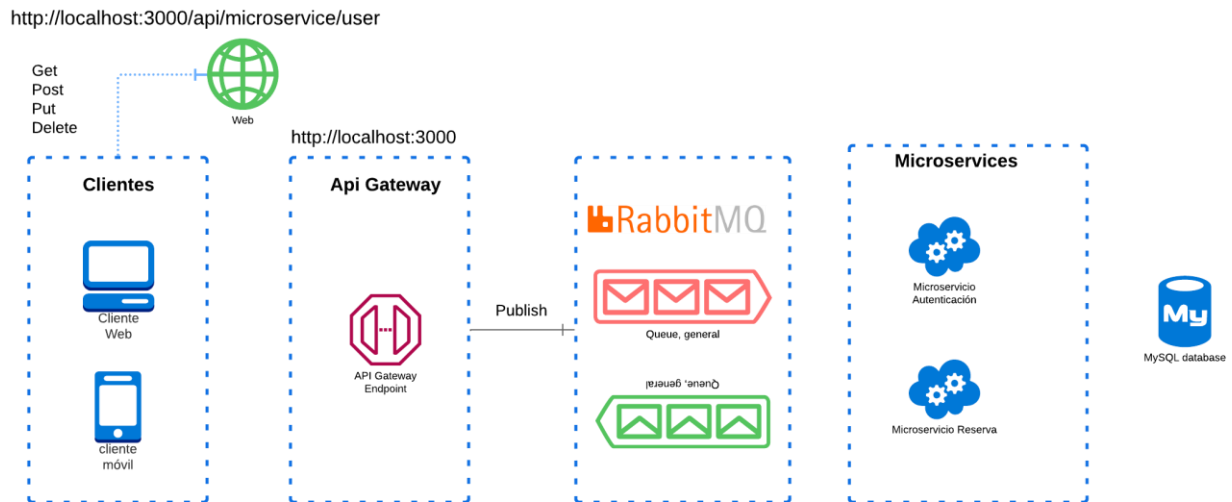 http://localhost:3000/api/microservice/user
Get
Post
Put
Delete
Web
http://localhost:3000
Clientes
Api Gateway
Microservices
RabbitMQ
Cliente
Web
API Gateway
Endpoint
Publish
Queue, general
Queue, general
Microservicio
Autenticación
My
MySQL database
cliente
móvil
Microservicio Reserva